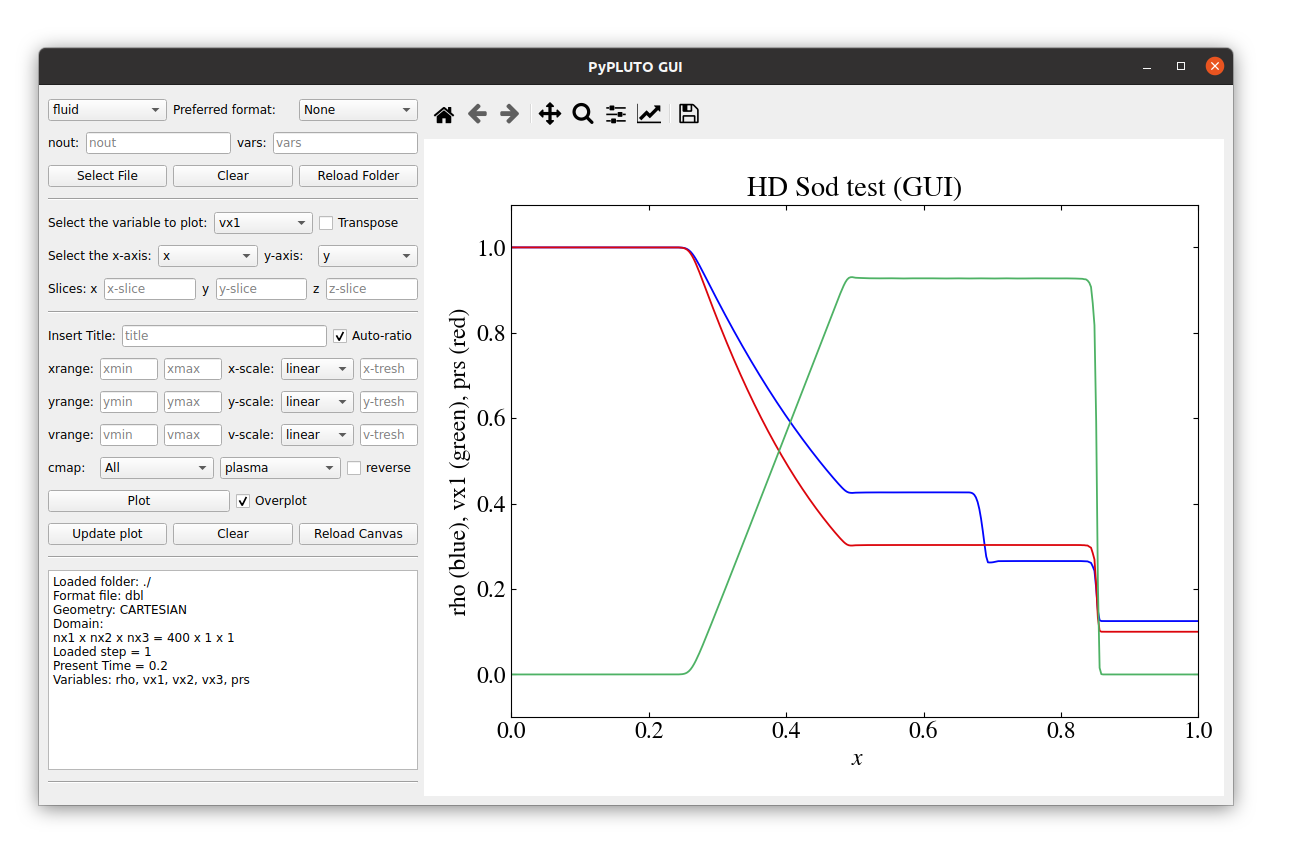 PyPLUTO GUI
fluid Preferred format: None
nout: nout vars: vars
Select File Clear Reload Folder
Select the variable to plot: vx1 Transpose
Select the x-axis: x y-axis: y
Slices: x x-slice y y-slice z z-slice
Insert Title: title Auto-ratio
xrange: xmin xmax x-scale: linear x-tresh
yrange: ymin ymax y-scale: linear y-tresh
vrange: vmin vmax v-scale: linear v-tresh
cmap: All plasma reverse
Plot Overplot
Update plot Clear Reload Canvas
Loaded folder: ./
Format file: dbl
Geometry: CARTESIAN
Domain:
nx1 x nx2 x nx3 = 400 x 1 x 1
Loaded step = 1
Present Time = 0.2
Variables: rho, vx1, vx2, vx3, prs
HD Sod test (GUI)
rho (blue), vx1 (green), prs (red)
1.0
0.8
0.6
0.4
0.2
0.0
0.0 0.2 0.4 0.6 0.8 1.0
x